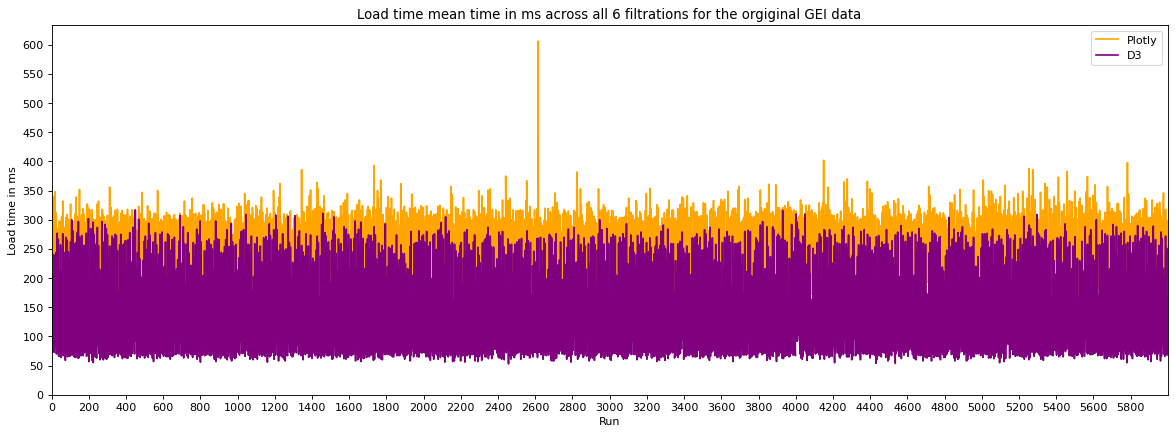 Load time mean time in ms across all 6 filtrations for the orgiginal GEI data
Plotly
D3
Load time in ms
600
550
500
450
400
350
300
250
200
150
100
50
0
0 200 400 600 800 1000 1200 1400 1600 1800 2000 2200 2400 2600 2800 3000 3200 3400 3600 3800 4000 4200 4400 4600 4800 5000 5200 5400 5600 5800
Run